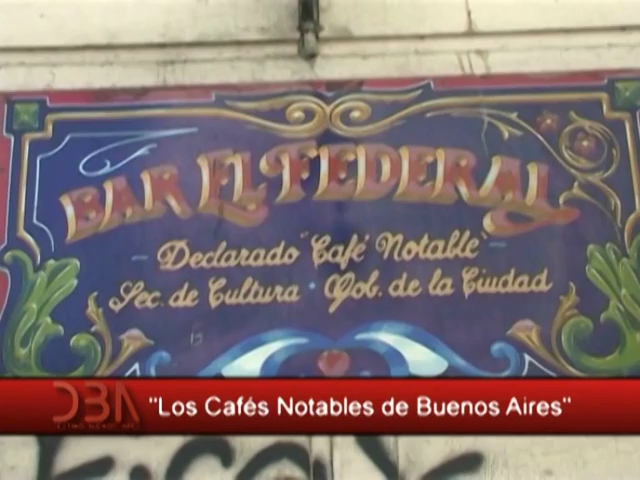 BAR EL FEDERAL
Declarado "Café Notable"
Sec. de Cultura · Gob. de la Ciudad
DBA "Los Cafés Notables de Buenos Aires"